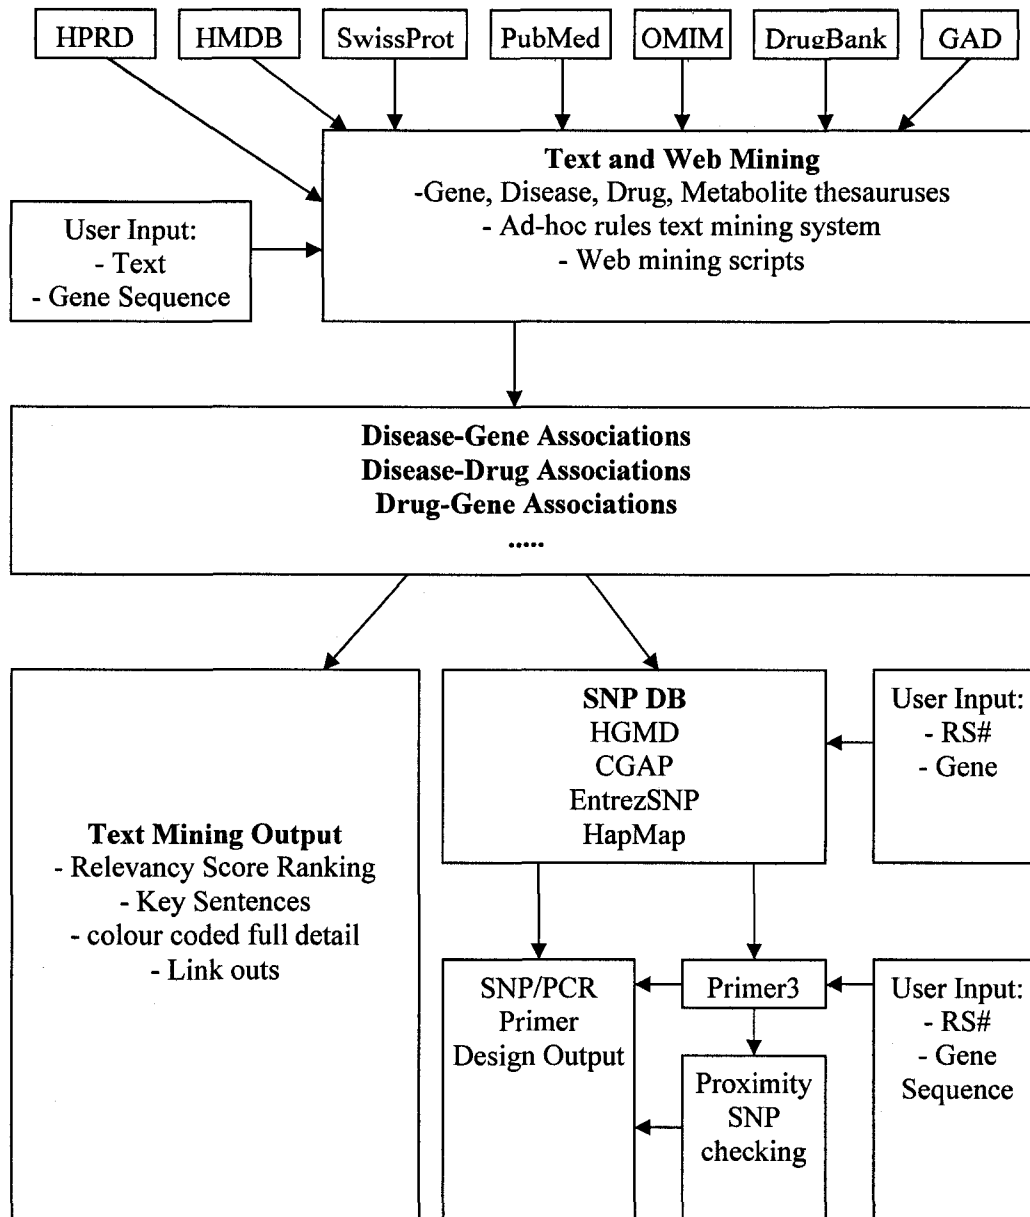 HPRD
HMDB
SwissProt
PubMed
OMIM
DrugBank
GAD
Text and Web Mining
-Gene, Disease, Drug, Metabolite thesauruses
- Ad-hoc rules text mining system
- Web mining scripts
User Input:
- Text
- Gene Sequence
Disease-Gene Associations
Disease-Drug Associations
Drug-Gene Associations
.....
Text Mining Output
- Relevancy Score Ranking
- Key Sentences
- colour coded full detail
- Link outs
SNP DB
HGMD
CGAP
EntrezSNP
HapMap
User Input:
- RS#
- Gene
SNP/PCR
Primer
Design Output
Primer3
Proximity
SNP
checking
User Input:
- RS#
- Gene
Sequence